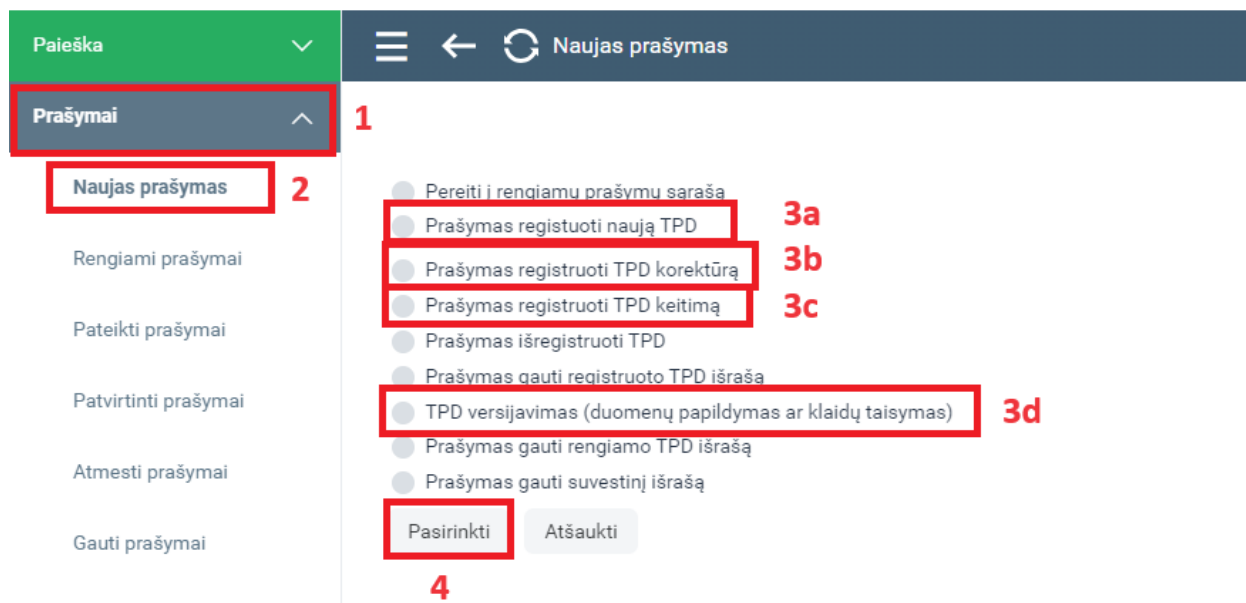 Paieška
Naujas prašymas
Prašymai
1
Naujas prašymas
2
Rengiami prašymai
Pateikti prašymai
Patvirtinti prašymai
Atmesti prašymai
Gauti prašymai
Pereiti į rengiamų prašymų sąrašą
Prašymas registuoti naują TPD
3a
Prašymas registruoti TPD korektūrą
3b
Prašymas registruoti TPD keitimą
3c
Prašymas išregistruoti TPD
Prašymas gauti registruoto TPD išrašą
TPD versijavimas (duomenų papildymas ar klaidų taisymas)
3d
Prašymas gauti rengiamo TPD išrašą
Prašymas gauti suvestinį išrašą
Pasirinkti
Atšaukti
4